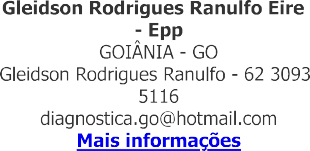 Gleidson Rodrigues Ranulfo Eire
- Epp
GOIÂNIA - GO
Gleidson Rodrigues Ranulfo - 62 3093
5116
diagnostica.go@hotmail.com
Mais informações